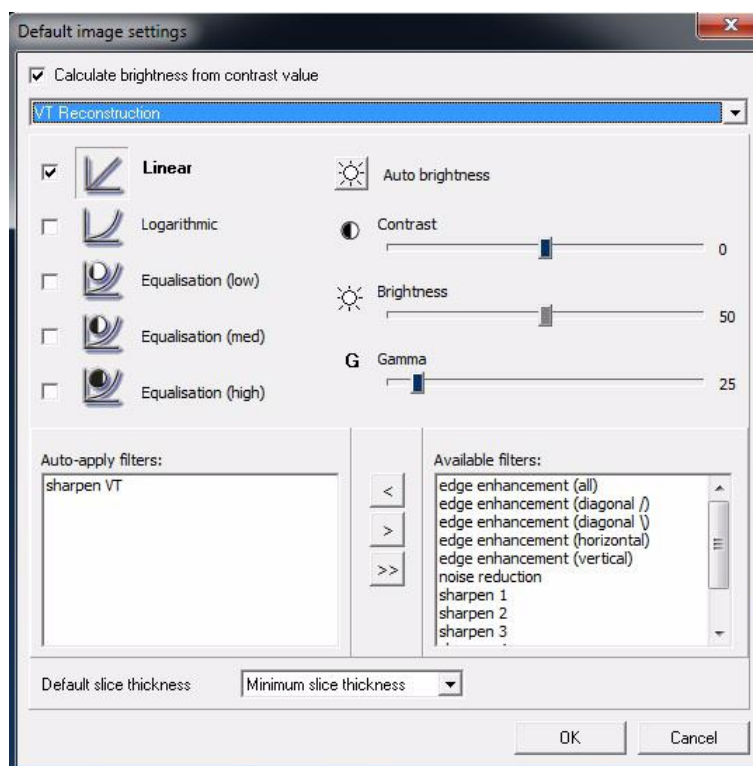 Default image settings
Calculate brightness from contrast value
VT Reconstruction
Linear
Logarithmic
Equalisation (low)
Equalisation (med)
Equalisation (high)
Auto brightness
Contrast
0
Brightness
50
G Gamma
25
Auto-apply filters:
sharpen VT
<
>
>>
Available filters:
edge enhancement (all)
edge enhancement (diagonal /)
edge enhancement (diagonal \)
edge enhancement (horizontal)
edge enhancement (vertical)
noise reduction
sharpen 1
sharpen 2
sharpen 3
Default slice thickness Minimum slice thickness
OK Cancel